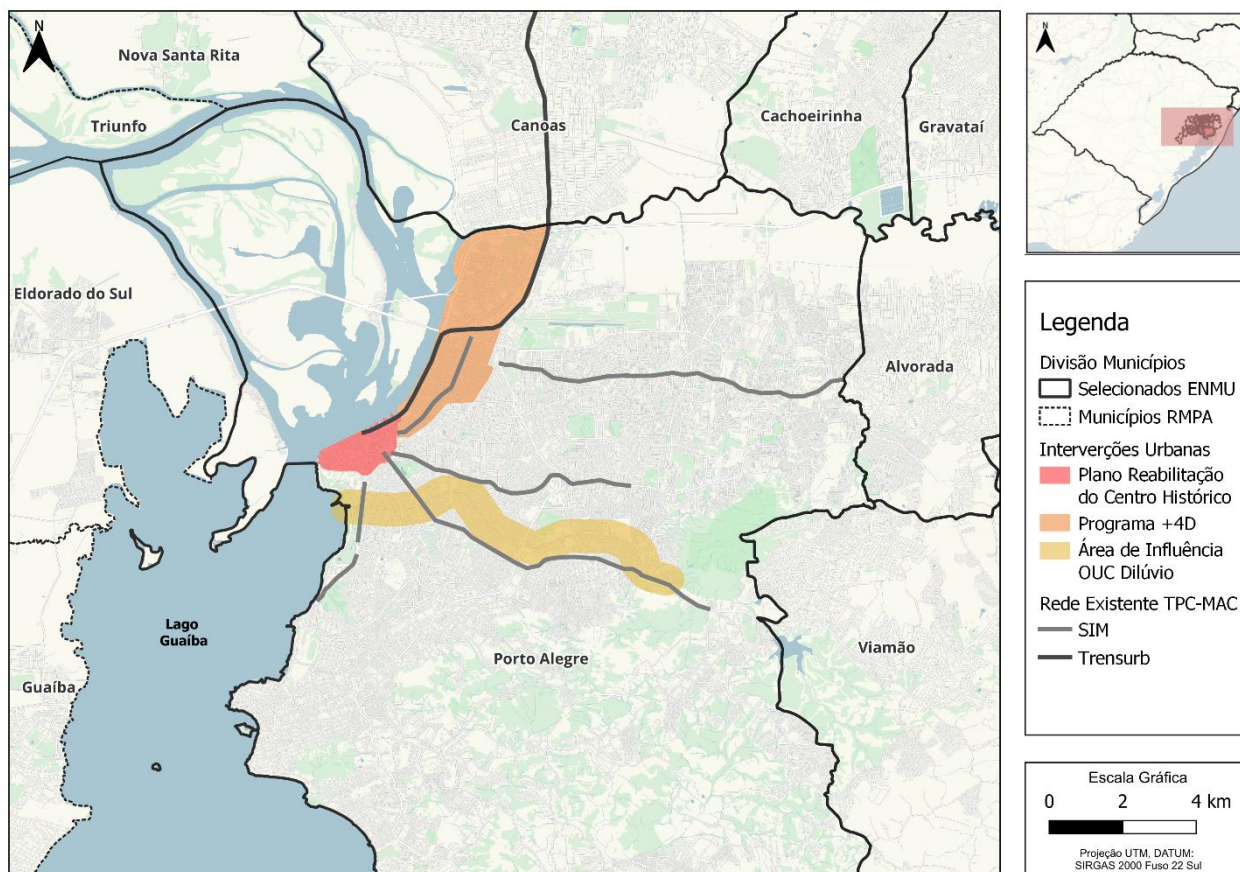 N
Nova Santa Rita
Triunfo
Canoas
Cachoeirinha
Gravataí
Eldorado do Sul
Alvorada
Lago
Guaíba
Porto Alegre
Viamão
Guaíba
N
Legenda
Divisão Municípios
Selecionados ENMU
Municípios RMPA
Interverções Urbanas
Plano Reabilitação
do Centro Histórico
Programa +4D
Área de Influência
OUC Dilúvio
Rede Existente TPC-MAC
SIM
Trensurb
Escala Gráfica
0 2 4 km
Projeção UTM, DATUM:
SIRGAS 2000 Fuso 22 Sul